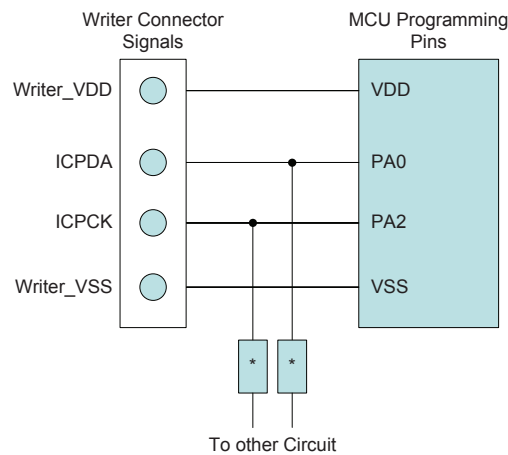 Writer Connector
Signals
MCU Programming
Pins
Writer_VDD
VDD
ICPDA
PA0
ICPCK
PA2
Writer_VSS
VSS
*
*
To other Circuit